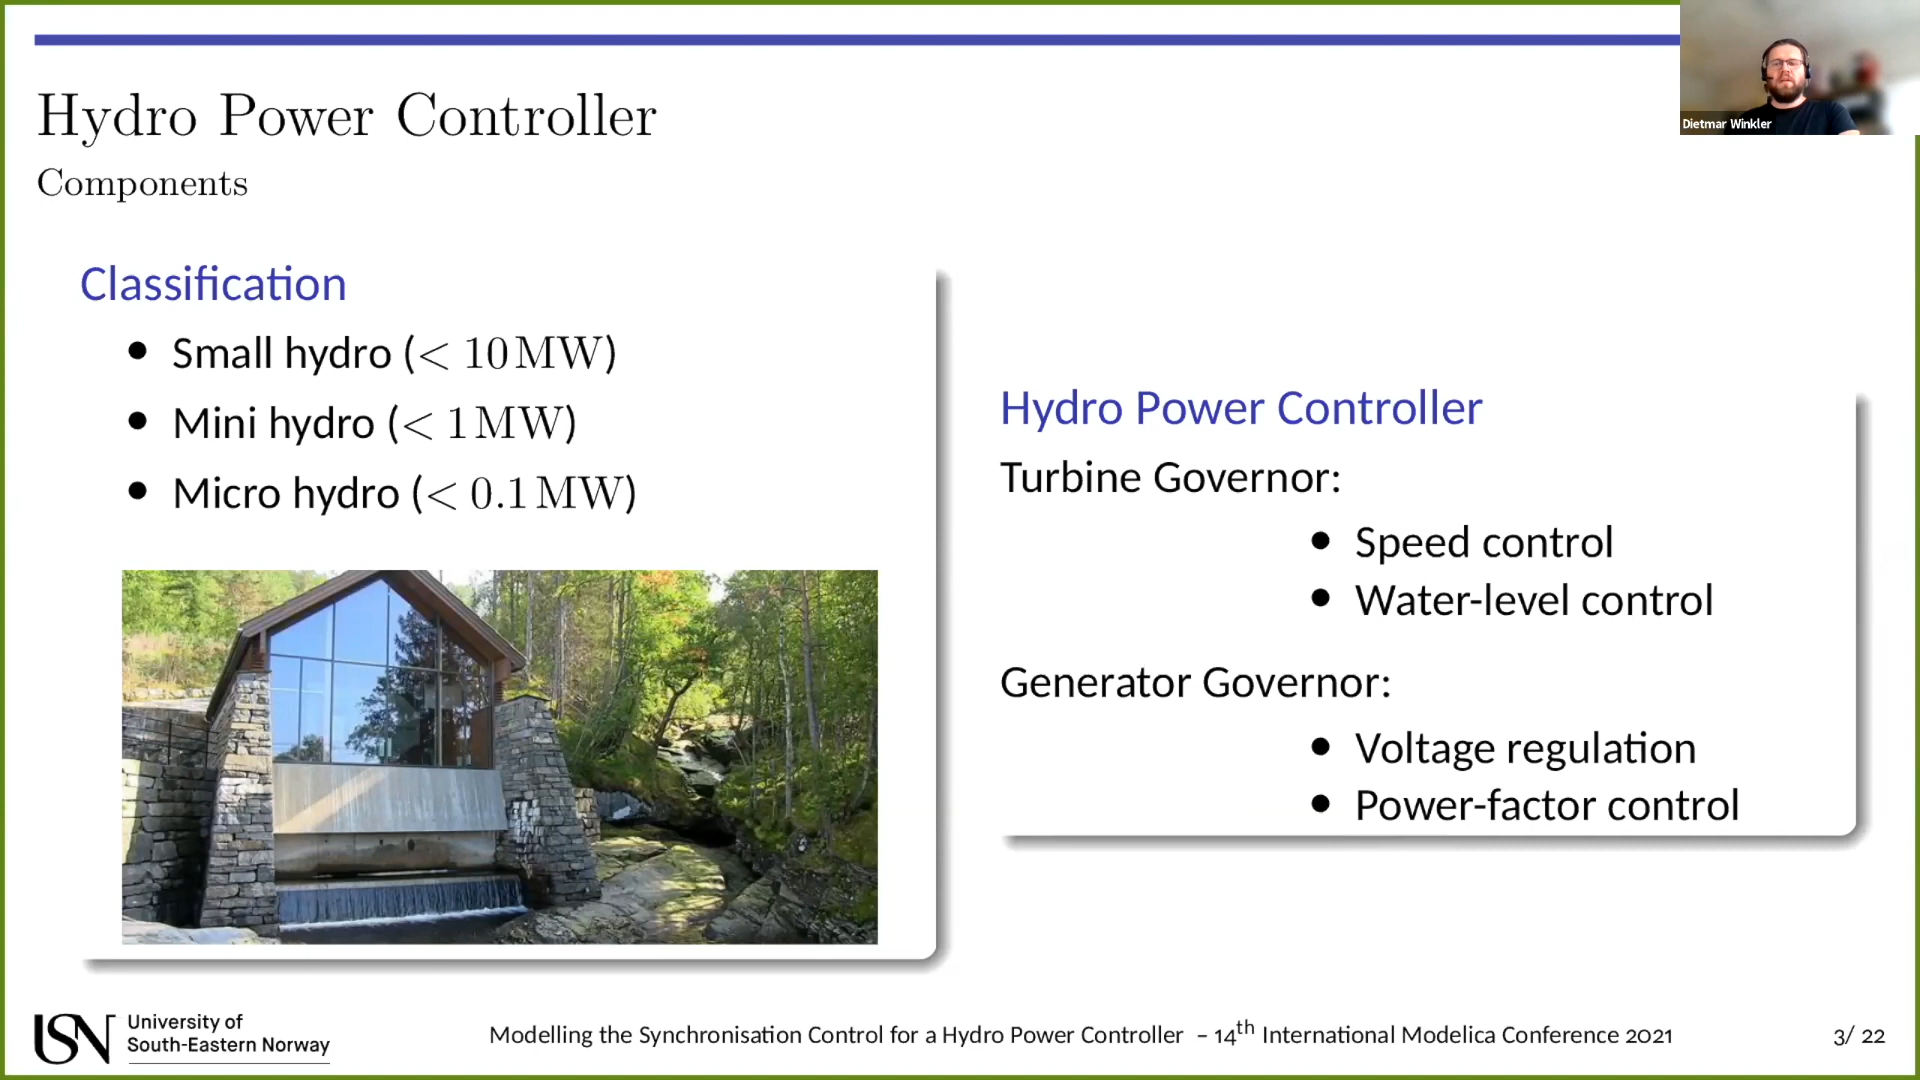 Dietmar Winkler
Hydro Power Controller
Components
Classification
• Small hydro (< 10 MW)
• Mini hydro (< 1 MW)
• Micro hydro (< 0.1 MW)
Hydro Power Controller
Turbine Governor:
• Speed control
• Water-level control
Generator Governor:
• Voltage regulation
• Power-factor control
USN
University of
South-Eastern Norway
Modelling the Synchronisation Control for a Hydro Power Controller – 14th International Modelica Conference 2021
3/ 22